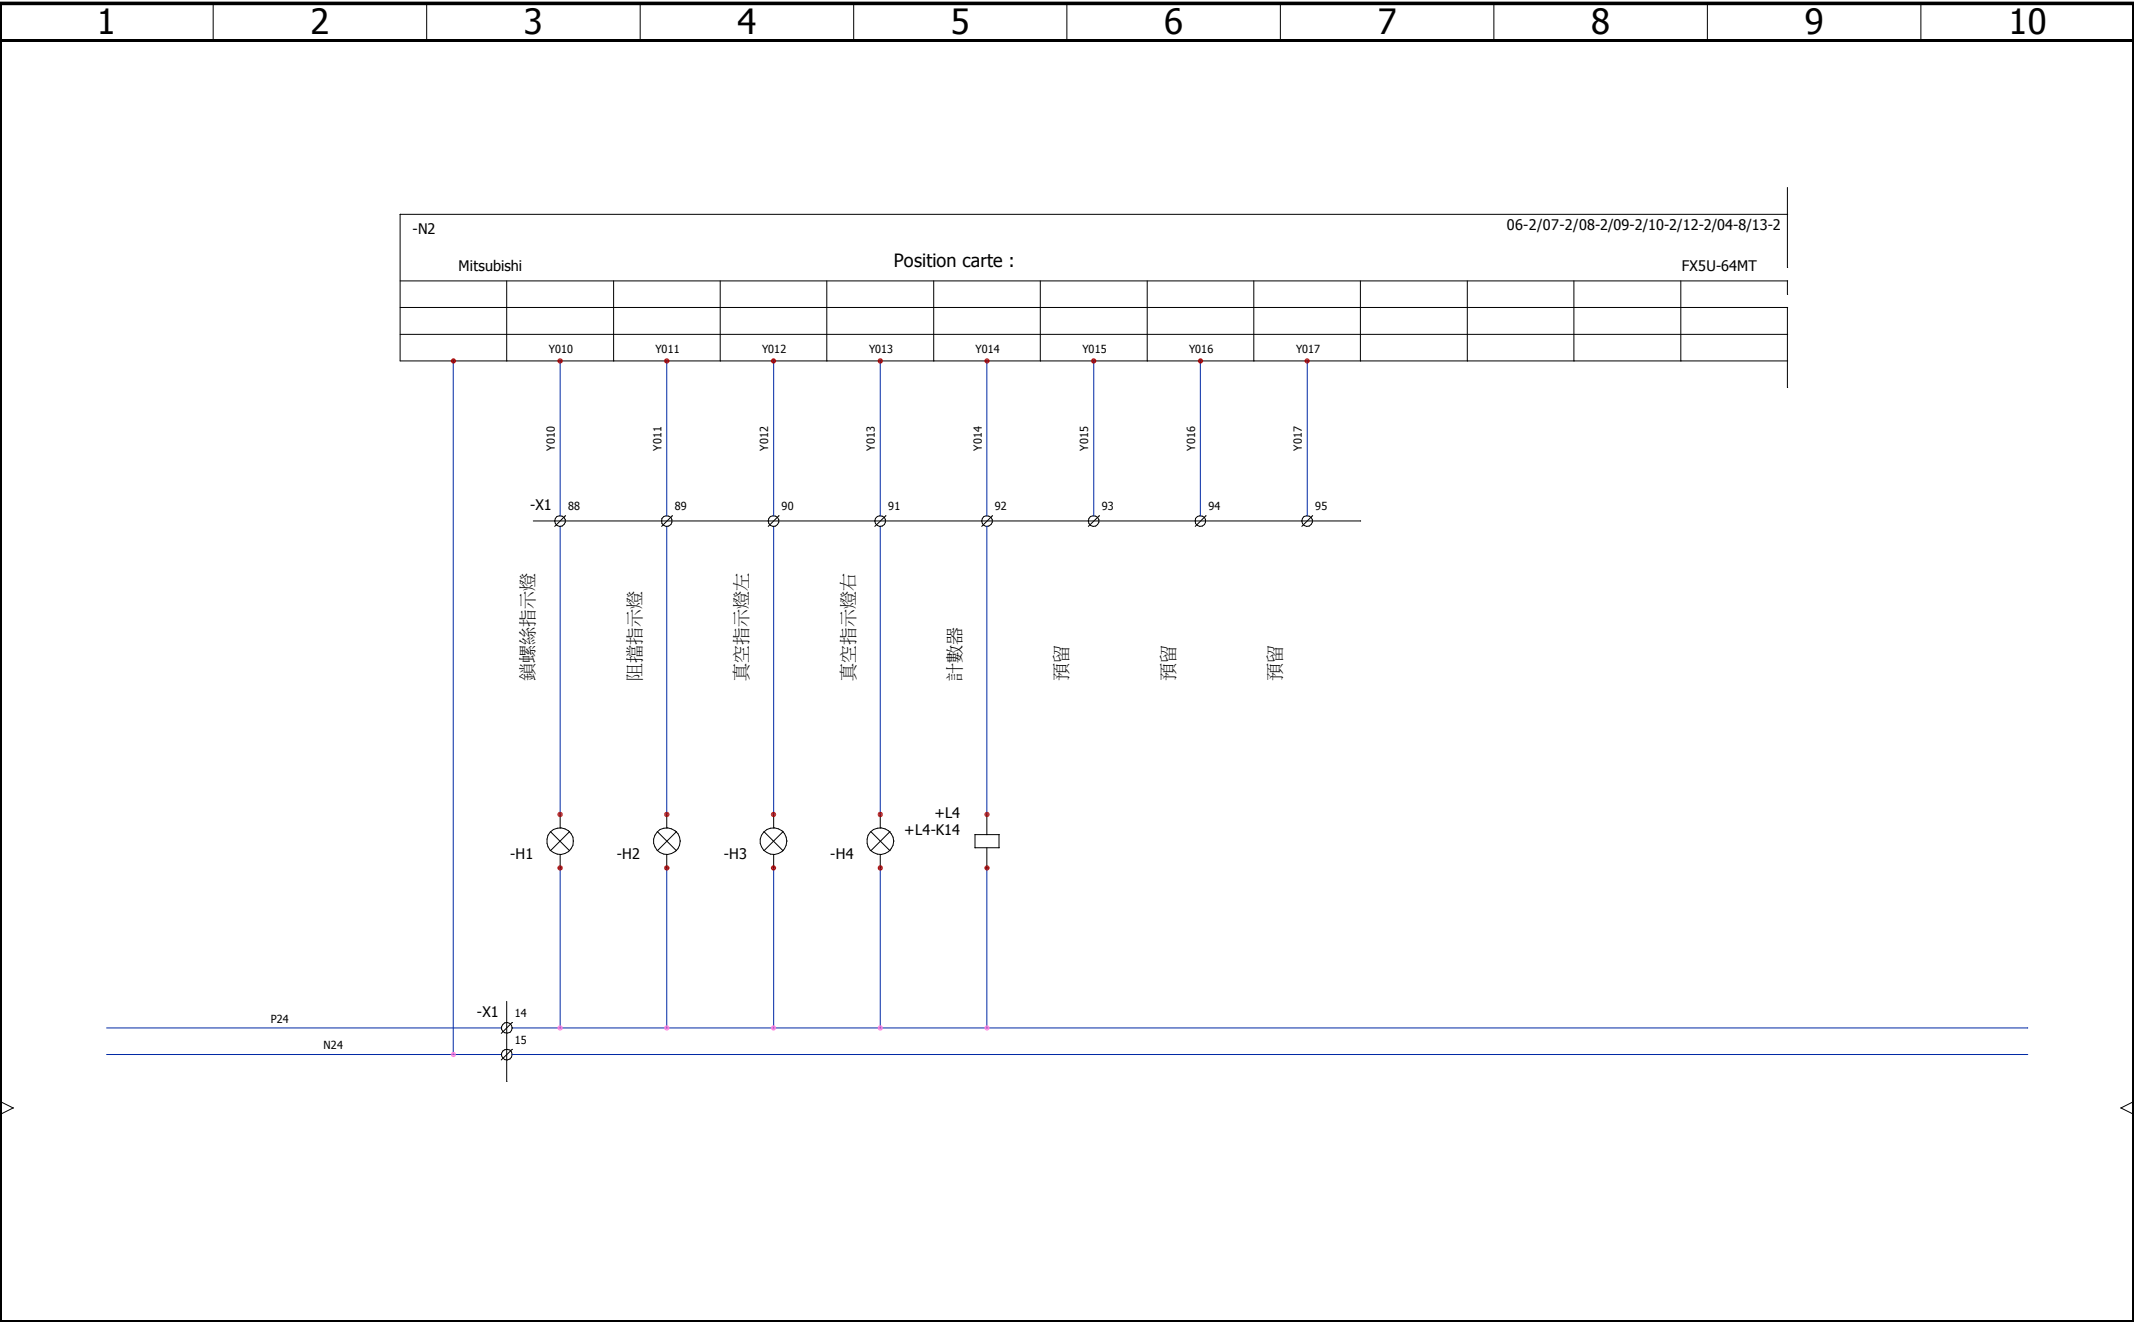 1 2 3 4 5 6 7 8 9 10
-N2 06-2/07-2/08-2/09-2/10-2/12-2/04-8/13-2
Mitsubishi Position carte : FX5U-64MT
Y010 Y011 Y012 Y013 Y014 Y015 Y016 Y017
Y010 Y011 Y012 Y013 Y014 Y015 Y016 Y017
-X1 88 89 90 91 92 93 94 95
鎖螺絲指示燈
阻擋指示燈
真空指示燈左
真空指示燈右
計數器
預留
預留
預留
+L4
+L4-K14
-H1 -H2 -H3 -H4
P24 -X1 14
N24 15